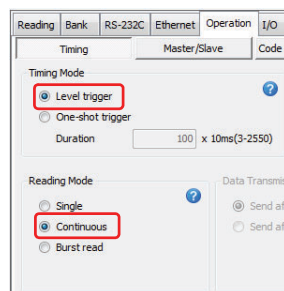 Reading Bank RS-232C Ethernet Operation I/O
Timing Master/Slave Code
Timing Mode
?
Level trigger
One-shot trigger
Duration 100 x 10ms(3-2550)
Reading Mode
Data Transmis
?
Single
Send af
Continuous
Send af
Burst read